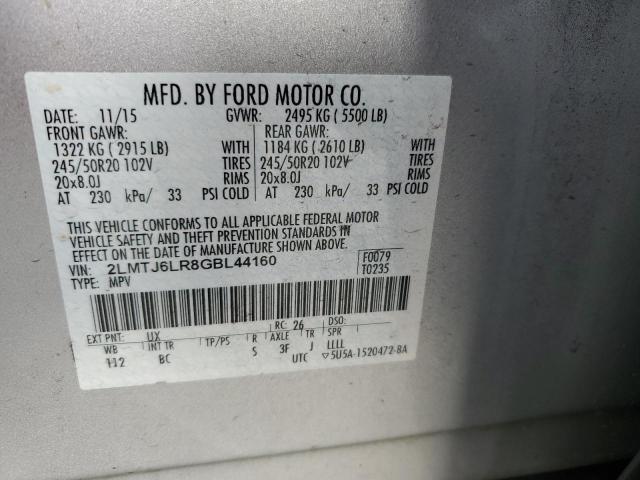 MFD. BY FORD MOTOR CO.
DATE: 11/15 GVWR: 2495 KG ( 5500 LB)
FRONT GAWR: REAR GAWR:
1322 KG ( 2915 LB) WITH 1184 KG ( 2610 LB) WITH
245/50R20 102V TIRES 245/50R20 102V TIRES
20x8.0J RIMS 20x8.0J RIMS
AT 230 kPa/ 33 PSI COLD AT 230 kPa/ 33 PSI COLD
THIS VEHICLE CONFORMS TO ALL APPLICABLE FEDERAL MOTOR
VEHICLE SAFETY AND THEFT PREVENTION STANDARDS IN
EFFECT ON THE DATE OF MANUFACTURE SHOWN ABOVE.
VIN: 2LMTJ6LR8GBL44160 F0079
TYPE: MPV T0235
EXT PNT: UX RC: 26 DSO:
WB INT TR TP/PS R AXLE TR SPR
112 BC S 3F J LLLL
UTC ▽5U5A-1520472-BA